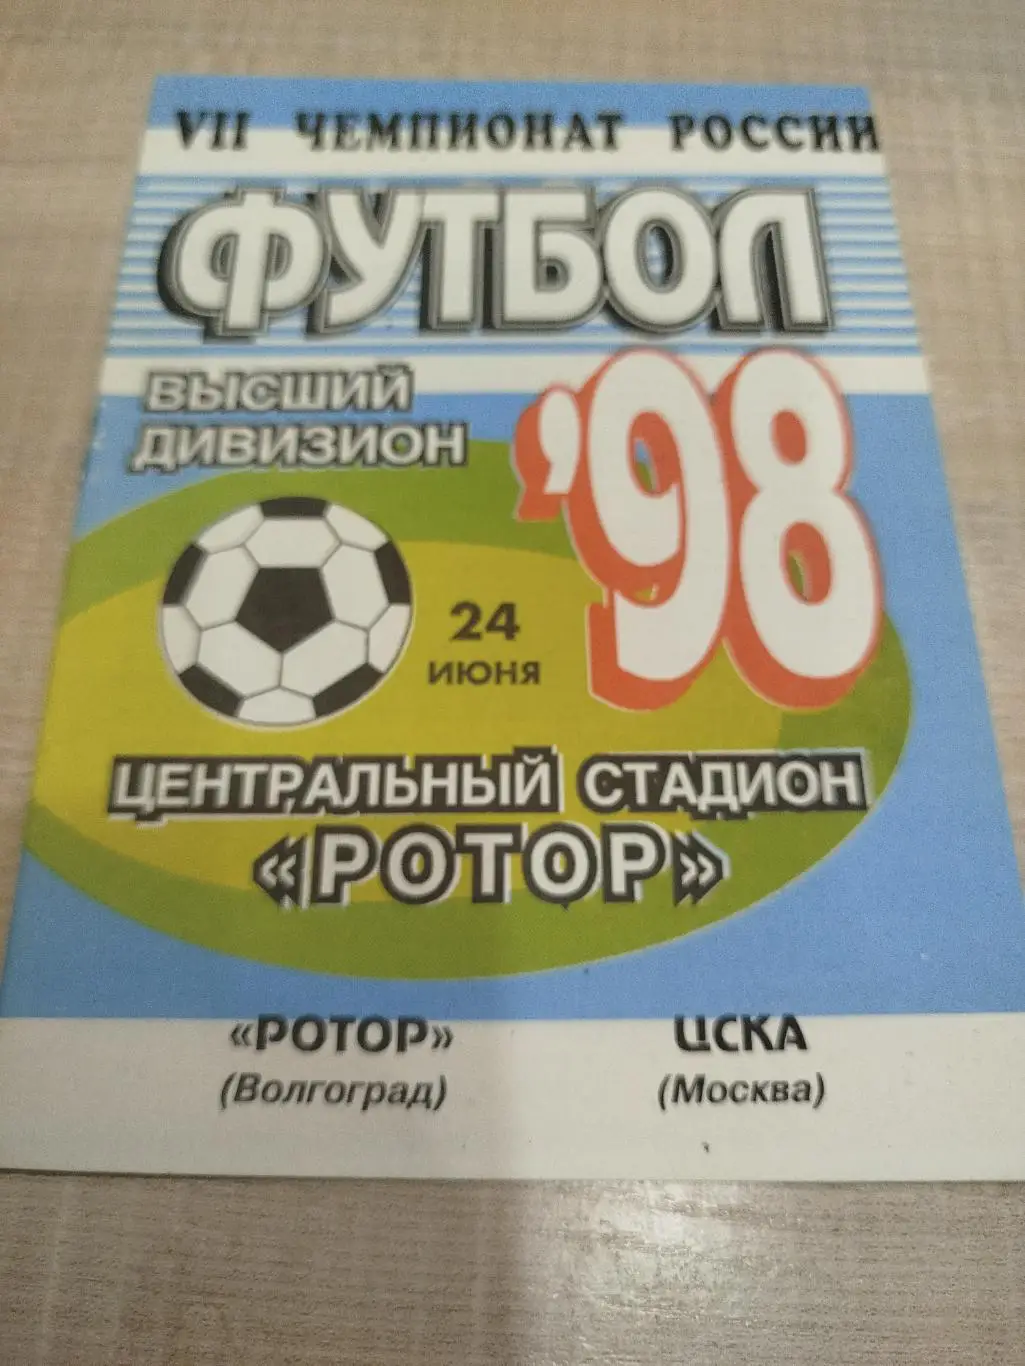 VII ЧЕМПИОНАТ РОССИИ
ФУТБОЛ
ВЫСШИЙ
ДИВИЗИОН
'98
24
ИЮНЯ
ЦЕНТРАЛЬНЫЙ СТАДИОН
«РОТОР»
«РОТОР» ЦСКА
(Волгоград) (Москва)